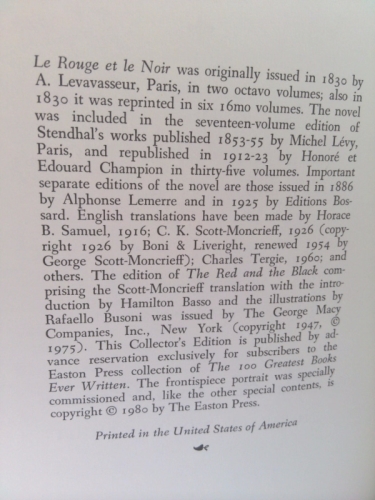 Le Rouge et le Noir was originally issued in 1830 by
A. Levavasseur, Paris, in two octavo volumes; also in
1830 it was reprinted in six 16mo volumes. The novel
was included in the seventeen-volume edition of
Stendhal's works published 1853-55 by Michel Lévy,
Paris, and republished in 1912-23 by Honoré et
Edouard Champion in thirty-five volumes. Important
separate editions of the novel are those issued in 1886
by Alphonse Lemerre and in 1925 by Editions Bos-
sard. English translations have been made by Horace
B. Samuel, 1916; C. K. Scott-Moncrieff, 1926 (copy-
right 1926 by Boni & Liveright, renewed 1954 by
George Scott-Moncrieff); Charles Tergie, 1960; and
others. The edition of The Red and the Black com-
prising the Scott-Moncrieff translation with the intro-
duction by Hamilton Basso and the illustrations by
Rafaello Busoni was issued by The George Macy
Companies, Inc., New York (copyright 1947, ©
1975). This Collector's Edition is published by ad-
vance reservation exclusively for subscribers to the
Easton Press collection of The 100 Greatest Books
Ever Written. The frontispiece portrait was specially
commissioned and, like the other special contents, is
copyright © 1980 by The Easton Press.
Printed in the United States of America